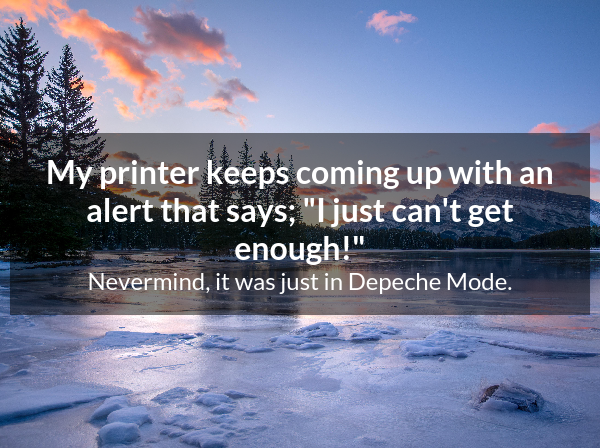 My printer keeps coming up with an
alert that says; "I just can't get
enough!"
Nevermind, it was just in Depeche Mode.